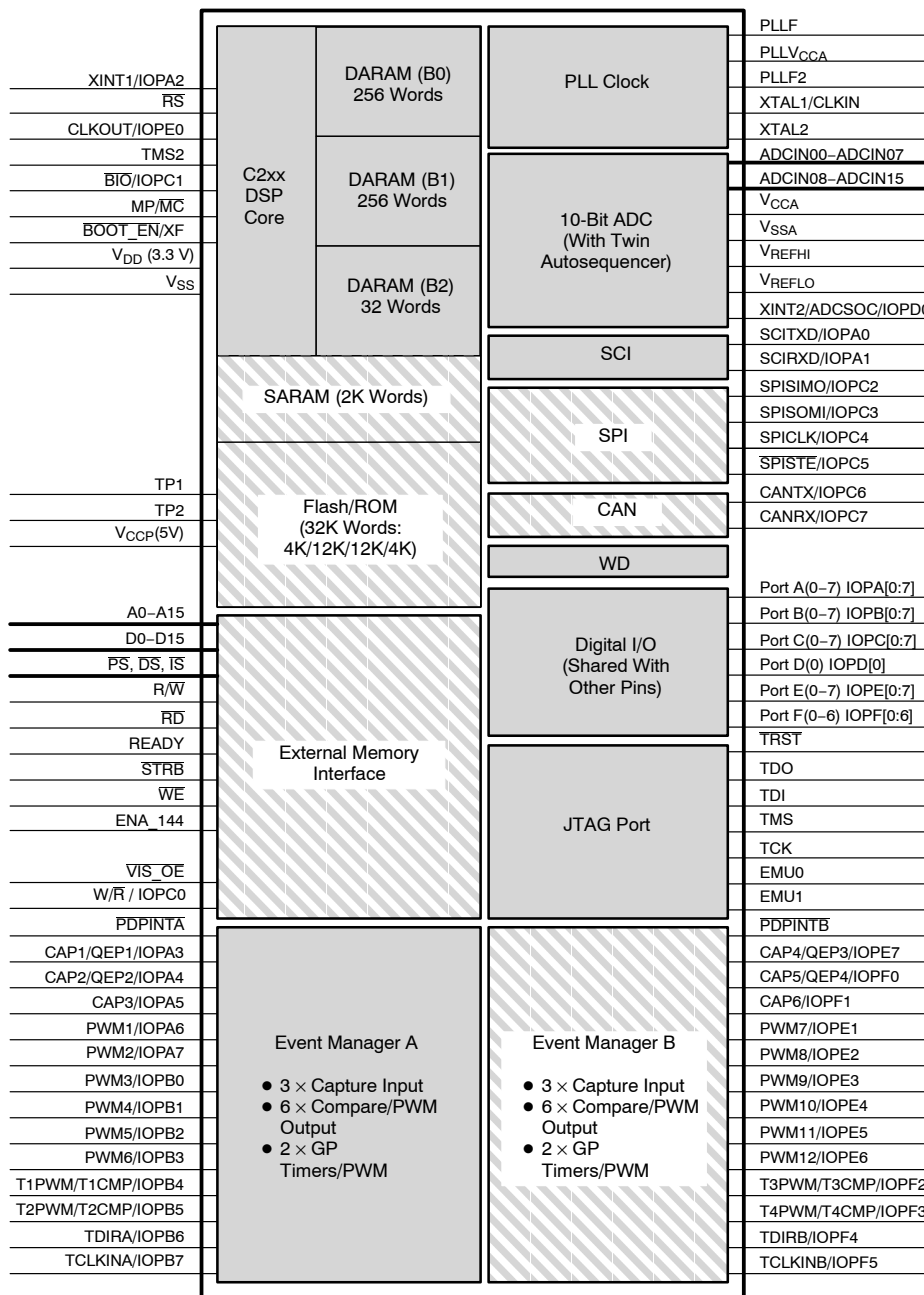 XINT1/IOPA2
RS
CLKOUT/IOPE0
TMS2
BIO/IOPC1
MP/MC
BOOT_EN/XF
VDD (3.3 V)
VSS
TP1
TP2
VCCP(5V)
A0–A15
D0–D15
PS, DS, IS
R/W
RD
READY
STRB
WE
ENA_144
VIS_OE
W/R / IOPC0
PDPINTA
CAP1/QEP1/IOPA3
CAP2/QEP2/IOPA4
CAP3/IOPA5
PWM1/IOPA6
PWM2/IOPA7
PWM3/IOPB0
PWM4/IOPB1
PWM5/IOPB2
PWM6/IOPB3
T1PWM/T1CMP/IOPB4
T2PWM/T2CMP/IOPB5
TDIRA/IOPB6
TCLKINA/IOPB7
C2xx
DSP
Core
DARAM (B0)
256 Words
DARAM (B1)
256 Words
DARAM (B2)
32 Words
SARAM (2K Words)
Flash/ROM
(32K Words:
4K/12K/12K/4K)
External Memory
Interface
Event Manager A
● 3 × Capture Input
● 6 × Compare/PWM
Output
● 2 × GP
Timers/PWM
PLL Clock
10-Bit ADC
(With Twin
Autosequencer)
SCI
SPI
CAN
WD
Digital I/O
(Shared With
Other Pins)
JTAG Port
Event Manager B
● 3 × Capture Input
● 6 × Compare/PWM
Output
● 2 × GP
Timers/PWM
PLLF
PLLVCCA
PLLF2
XTAL1/CLKIN
XTAL2
ADCIN00–ADCIN07
ADCIN08–ADCIN15
VCCA
VSSA
VREFHI
VREFLO
XINT2/ADCSOC/IOPD0
SCITXD/IOPA0
SCIRXD/IOPA1
SPISIMO/IOPC2
SPISOMI/IOPC3
SPICLK/IOPC4
SPISTE/IOPC5
CANTX/IOPC6
CANRX/IOPC7
Port A(0–7) IOPA[0:7]
Port B(0–7) IOPB[0:7]
Port C(0–7) IOPC[0:7]
Port D(0) IOPD[0]
Port E(0–7) IOPE[0:7]
Port F(0–6) IOPF[0:6]
TRST
TDO
TDI
TMS
TCK
EMU0
EMU1
PDPINTB
CAP4/QEP3/IOPE7
CAP5/QEP4/IOPF0
CAP6/IOPF1
PWM7/IOPE1
PWM8/IOPE2
PWM9/IOPE3
PWM10/IOPE4
PWM11/IOPE5
PWM12/IOPE6
T3PWM/T3CMP/IOPF2
T4PWM/T4CMP/IOPF3
TDIRB/IOPF4
TCLKINB/IOPF5